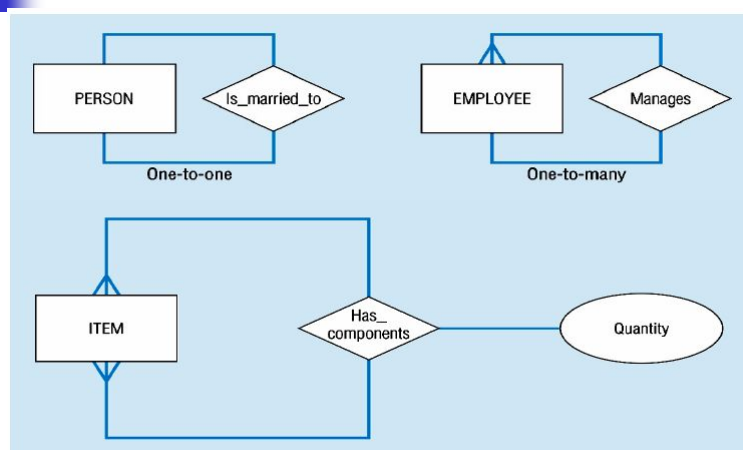 PERSON
Is_married_to
One-to-one
EMPLOYEE
Manages
One-to-many
ITEM
Has_
components
Quantity